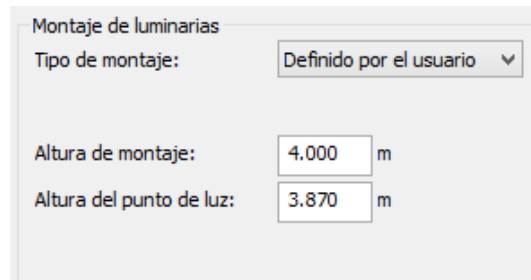 Montaje de luminarias
Tipo de montaje: Definido por el usuario
Altura de montaje: 4.000 m
Altura del punto de luz: 3.870 m